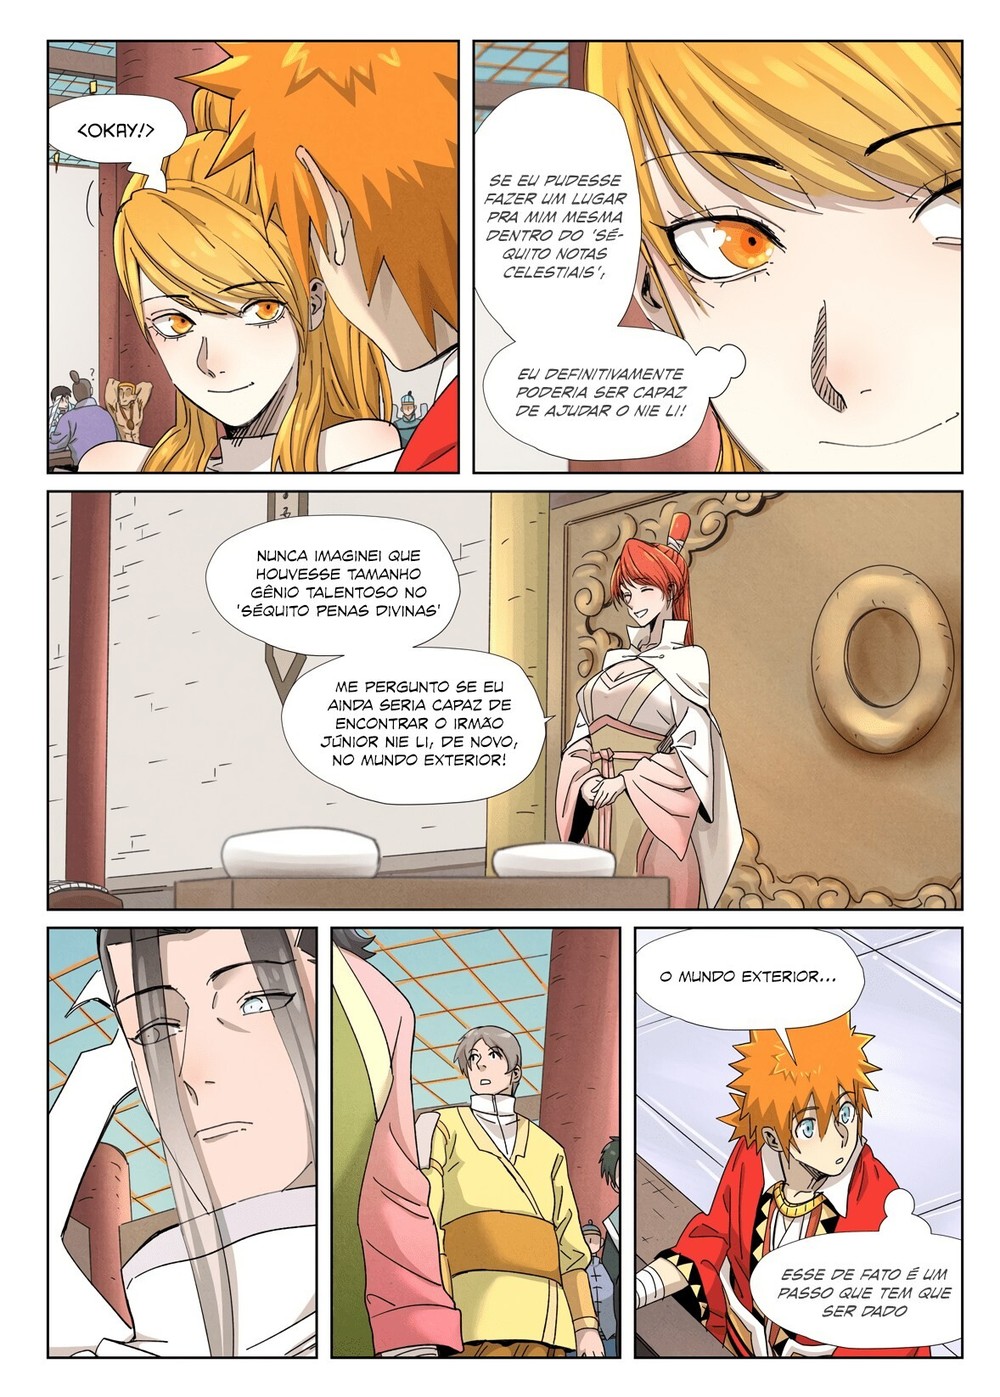 <OKAY!>
SE EU PUDESSE
FAZER UM LUGAR
PRA MIM MESMA
DENTRO DO 'SÉ-
QUITO NOTAS
CELESTIAIS',
EU DEFINITIVAMENTE
PODERIA SER CAPAZ
DE AJUDAR O NIE LI!
?
NUNCA IMAGINEI QUE
HOUVESSE TAMANHO
GÊNIO TALENTOSO NO
'SÉQUITO PENAS DIVINAS'
ME PERGUNTO SE EU
AINDA SERIA CAPAZ DE
ENCONTRAR O IRMÃO
JÚNIOR NIE LI, DE NOVO,
NO MUNDO EXTERIOR!
O MUNDO EXTERIOR...
ESSE DE FATO É UM
PASSO QUE TEM QUE
SER DADO